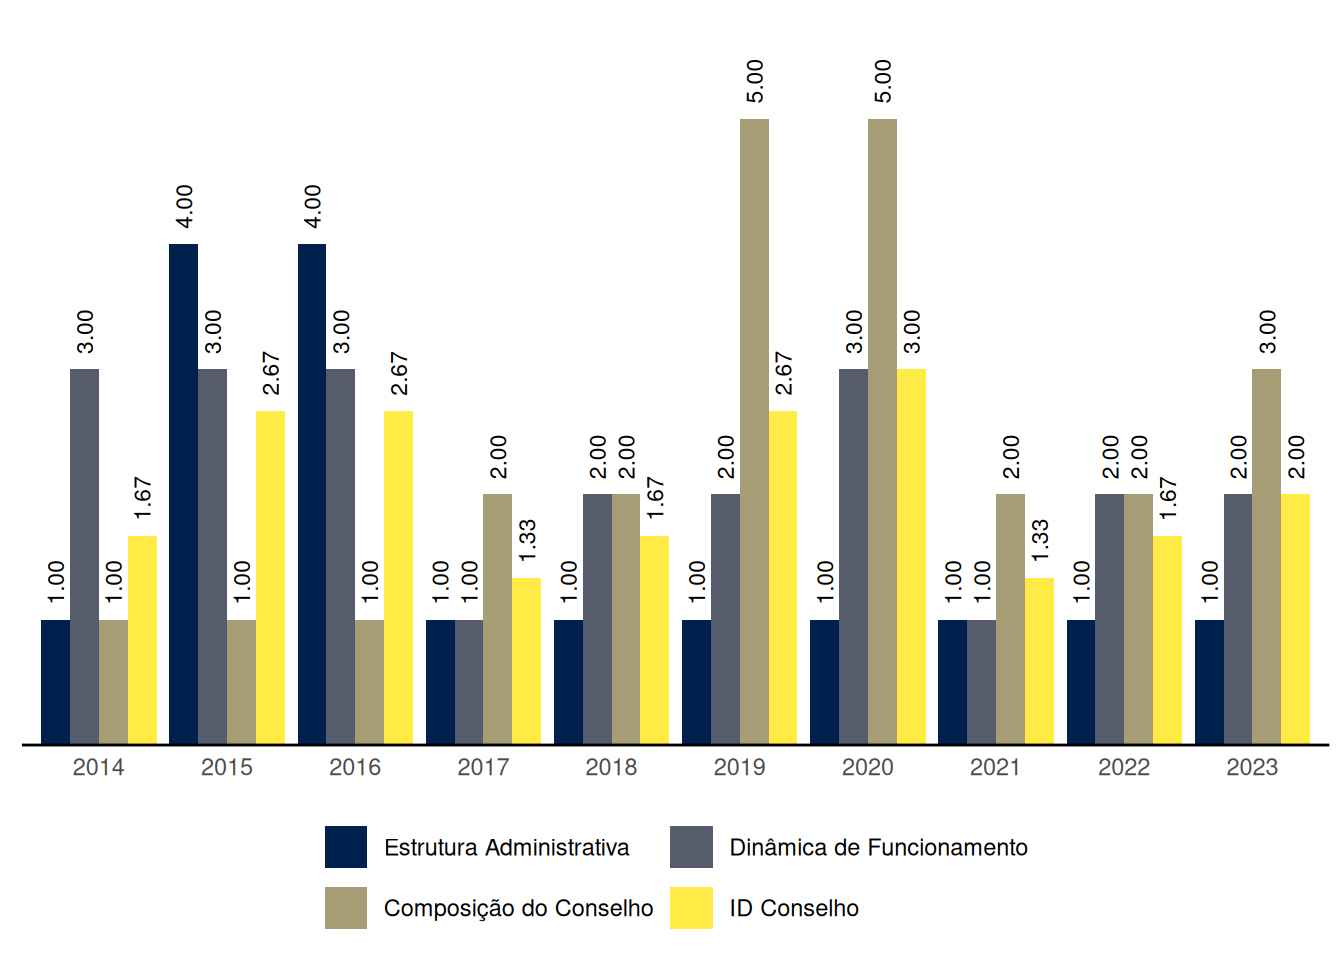 5.00 5.00
4.00 4.00
3.00 3.00 3.00 3.00 3.00 3.00
2.67 2.67 2.67
2.00 2.00 2.00 2.00 2.00 2.00 2.00 2.00 2.00
1.67 1.67 1.67
1.33 1.33
1.00 1.00 1.00 1.00 1.00 1.00 1.00 1.00 1.00 1.00 1.00 1.00 1.00
2014 2015 2016 2017 2018 2019 2020 2021 2022 2023
Estrutura Administrativa Dinâmica de Funcionamento
Composição do Conselho ID Conselho